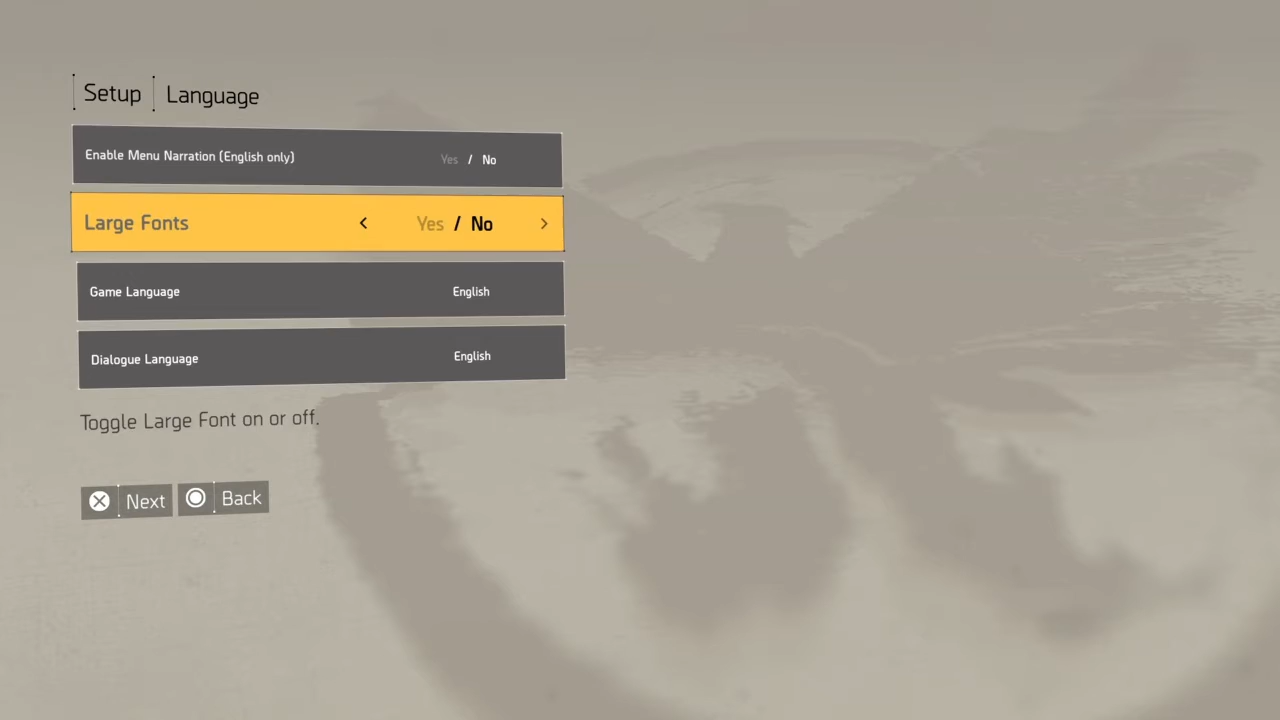 Setup Language
Enable Menu Narration (English only) Yes / No
Large Fonts < Yes / No >
Game Language English
Dialogue Language English
Toggle Large Font on or off.
Next Back